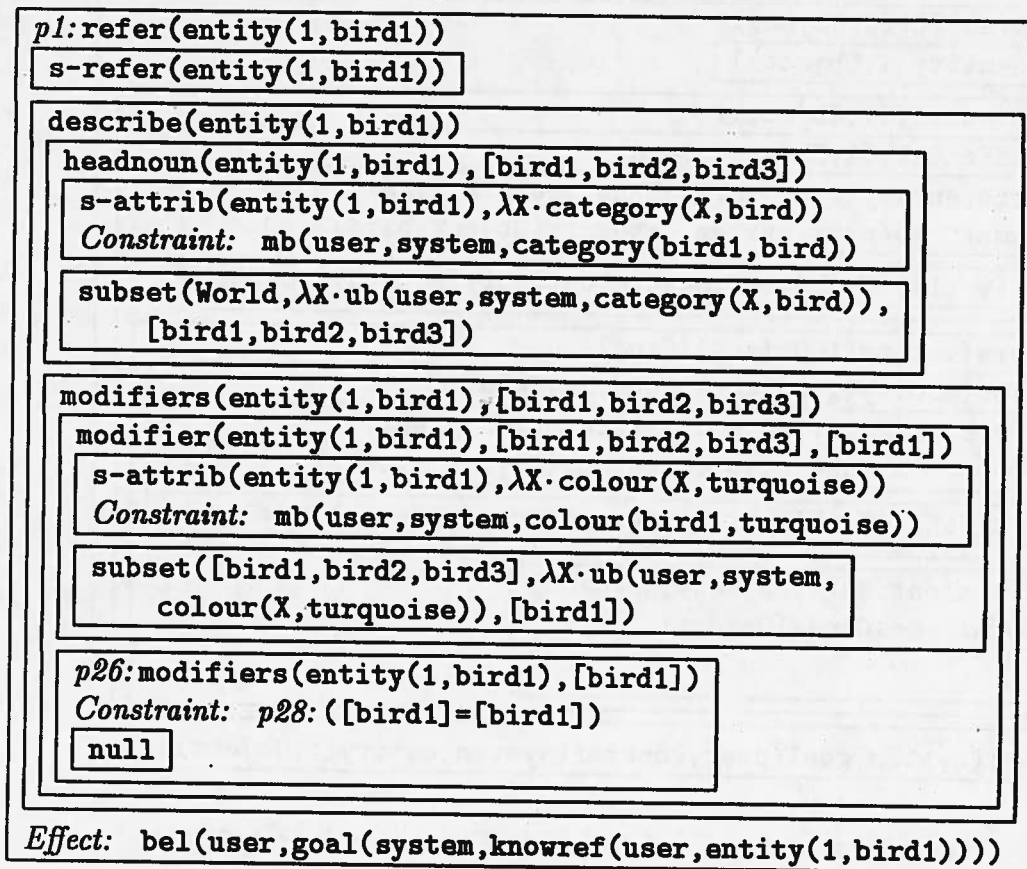 p1: refer(entity(1,bird1))
s-refer(entity(1,bird1))
describe(entity(1,bird1))
headnoun(entity(1,bird1),[bird1,bird2,bird3])
s-attrib(entity(1,bird1),λX·category(X,bird))
Constraint: mb(user,system,category(bird1,bird))
subset(World,λX·ub(user,system,category(X,bird)),
[bird1,bird2,bird3])
modifiers(entity(1,bird1),[bird1,bird2,bird3])
modifier(entity(1,bird1),[bird1,bird2,bird3],[bird1])
s-attrib(entity(1,bird1),λX·colour(X,turquoise))
Constraint: mb(user,system,colour(bird1,turquoise))
subset([bird1,bird2,bird3],λX·ub(user,system,
colour(X,turquoise)),[bird1])
p26: modifiers(entity(1,bird1),[bird1])
Constraint: p28: ([bird1]=[bird1])
null
Effect: bel(user,goal(system,knowref(user,entity(1,bird1))))